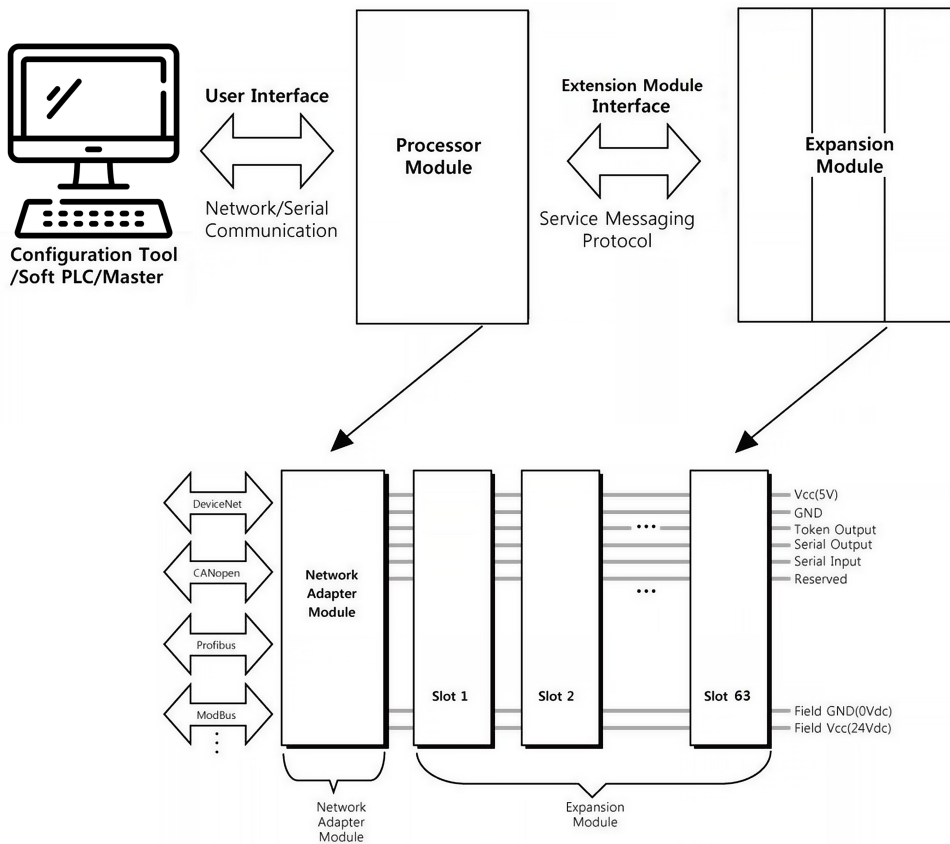 User Interface
Network/Serial
Communication
Configuration Tool
/Soft PLC/Master
Processor
Module
Extension Module
Interface
Service Messaging
Protocol
Expansion
Module
DeviceNet
CANopen
Profibus
ModBus
Network
Adapter
Module
Slot 1
Slot 2
Slot 63
Vcc(5V)
GND
Token Output
Serial Output
Serial Input
Reserved
Field GND(0Vdc)
Field Vcc(24Vdc)
Network
Adapter
Module
Expansion
Module